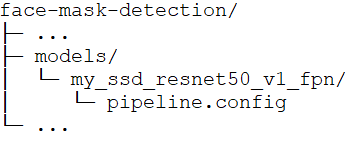 face-mask-detection/
├─ ...
├─ models/
│  └─ my_ssd_resnet50_v1_fpn/
│     └─ pipeline.config
└─ ...